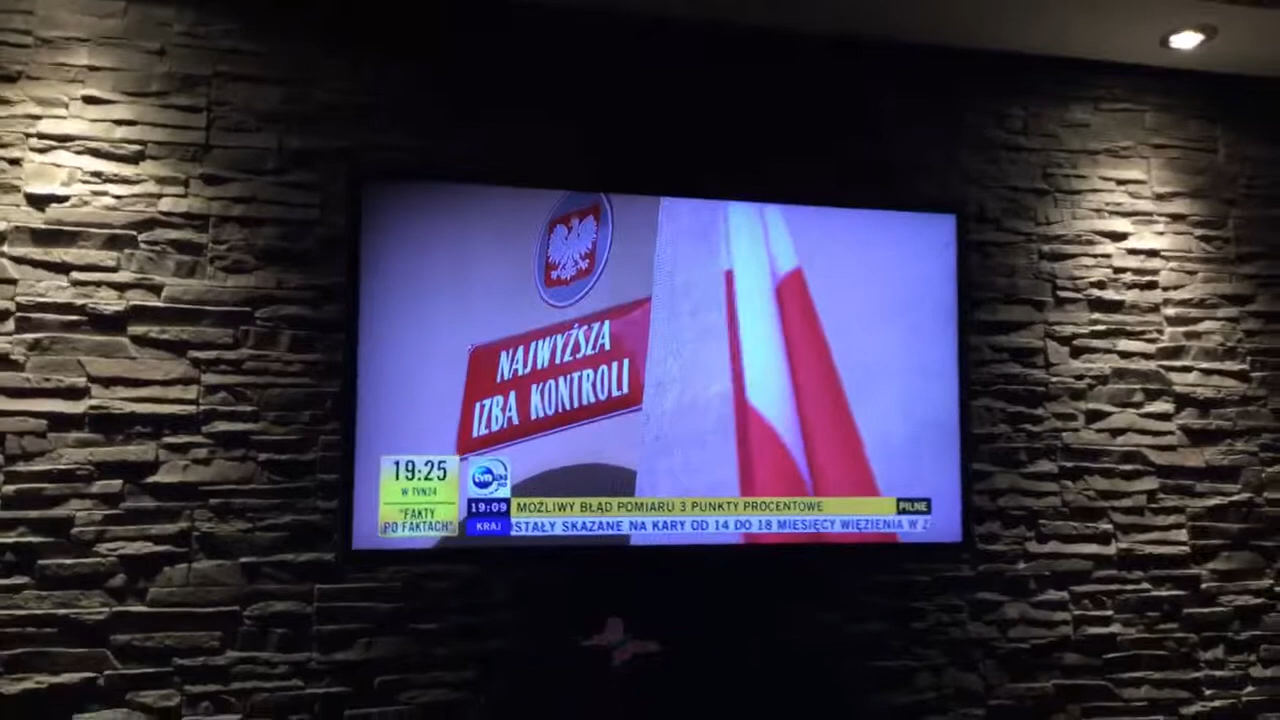 NAJWYŻSZA
IZBA KONTROLI
19:25
W TVN24
"FAKTY
PO FAKTACH"
tvn24
HD
19:09
MOŻLIWY BŁĄD POMIARU 3 PUNKTY PROCENTOWE
PILNE
KRAJ
STAŁY SKAZANE NA KARY OD 14 DO 18 MIESIĘCY WIĘZIENIA W Z